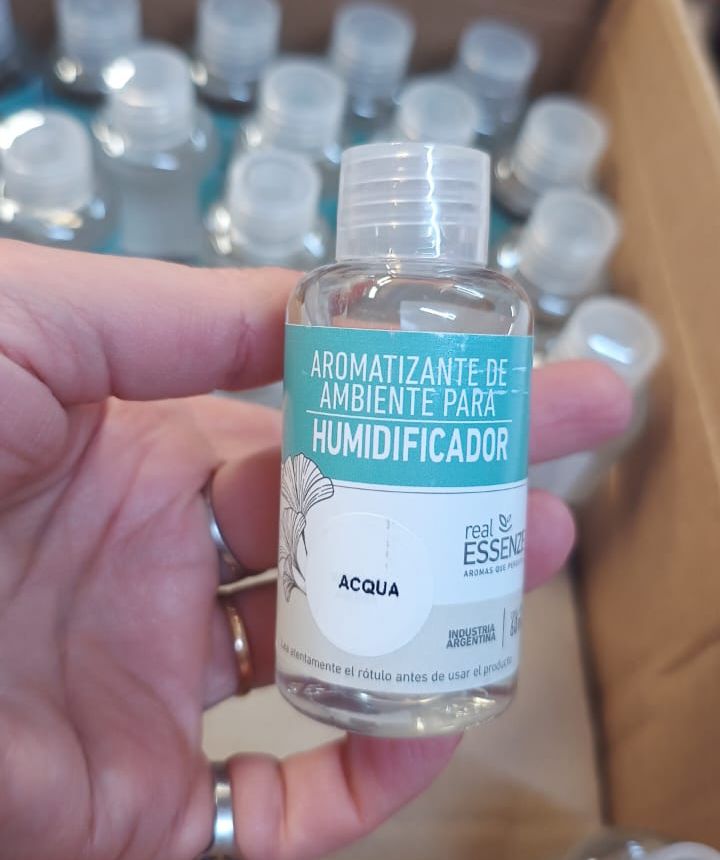 AROMATIZANTE DE
AMBIENTE PARA
HUMIDIFICADOR
real
ESSENZE
AROMAS QUE
ACQUA
INDUSTRIA
ARGENTINA
atentamente el rótulo antes de usar el producto